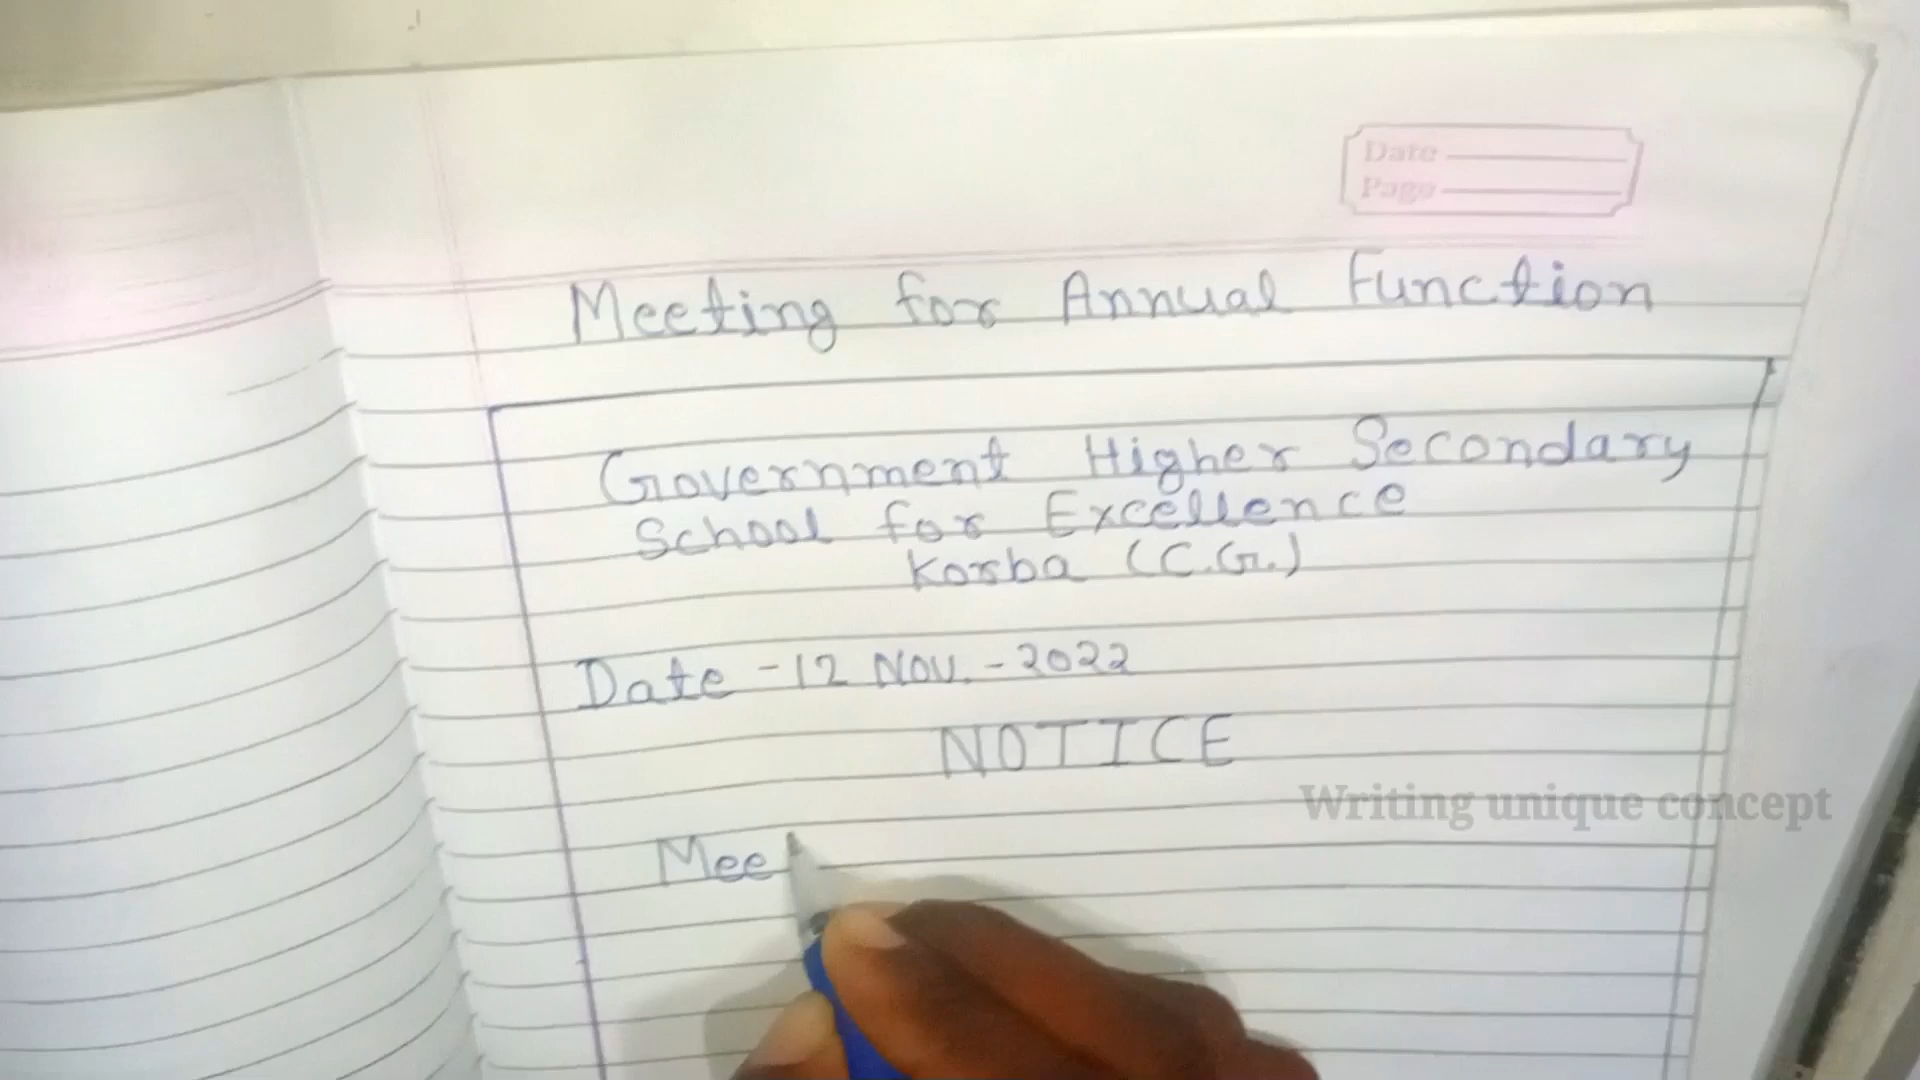 Date
Page
Meeting for Annual Function
Government Higher Secondary
School for Excellence
Korba (C.G.)
Date - 12 Nov. - 2022
NOTICE
Writing unique concept
Mee